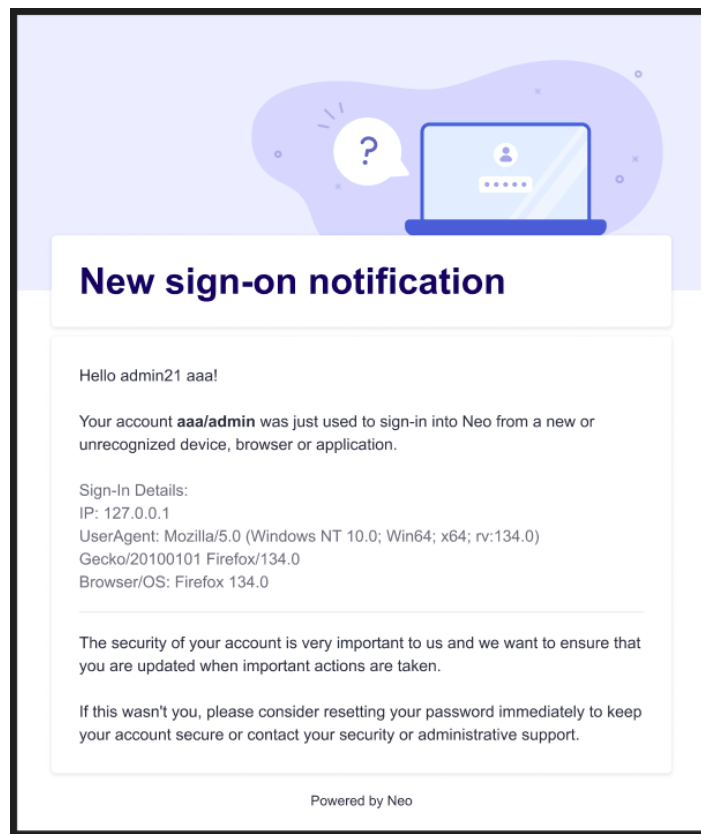 ?
New sign-on notification
Hello admin21 aaa!
Your account aaa/admin was just used to sign-in into Neo from a new or
unrecognized device, browser or application.
Sign-In Details:
IP: 127.0.0.1
UserAgent: Mozilla/5.0 (Windows NT 10.0; Win64; x64; rv:134.0)
Gecko/20100101 Firefox/134.0
Browser/OS: Firefox 134.0
The security of your account is very important to us and we want to ensure that
you are updated when important actions are taken.
If this wasn't you, please consider resetting your password immediately to keep
your account secure or contact your security or administrative support.
Powered by Neo